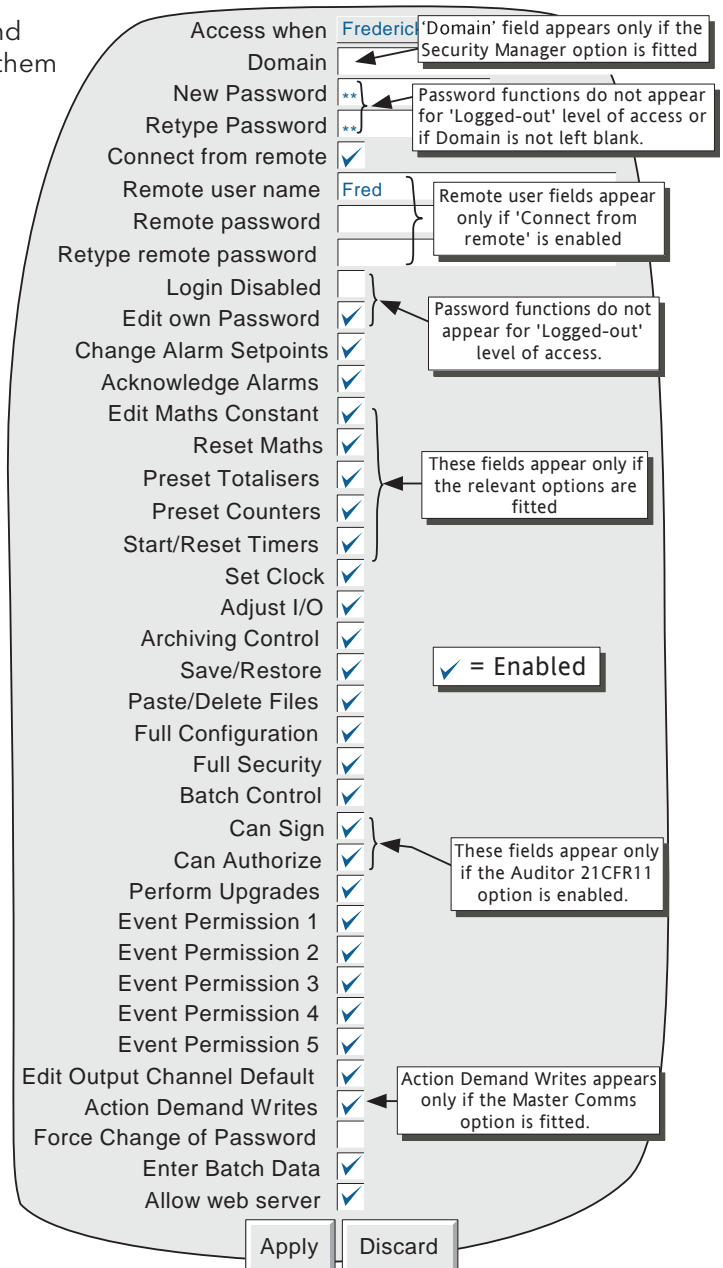 nd
them
Access when Frederic
'Domain' field appears only if the
Security Manager option is fitted
Domain
New Password **
Retype Password **
Password functions do not appear
for 'Logged-out' level of access or
if Domain is not left blank.
Connect from remote
Remote user name Fred
Remote password
Retype remote password
Remote user fields appear
only if 'Connect from
remote' is enabled
Login Disabled
Edit own Password
Password functions do not
appear for 'Logged-out'
level of access.
Change Alarm Setpoints
Acknowledge Alarms
Edit Maths Constant
Reset Maths
Preset Totalisers
Preset Counters
Start/Reset Timers
These fields appear only if
the relevant options are
fitted
Set Clock
Adjust I/O
Archiving Control
Save/Restore
✓ = Enabled
Paste/Delete Files
Full Configuration
Full Security
Batch Control
Can Sign
Can Authorize
These fields appear only
if the Auditor 21CFR11
option is enabled.
Perform Upgrades
Event Permission 1
Event Permission 2
Event Permission 3
Event Permission 4
Event Permission 5
Edit Output Channel Default
Action Demand Writes
Action Demand Writes appears
only if the Master Comms
option is fitted.
Force Change of Password
Enter Batch Data
Allow web server
Apply Discard